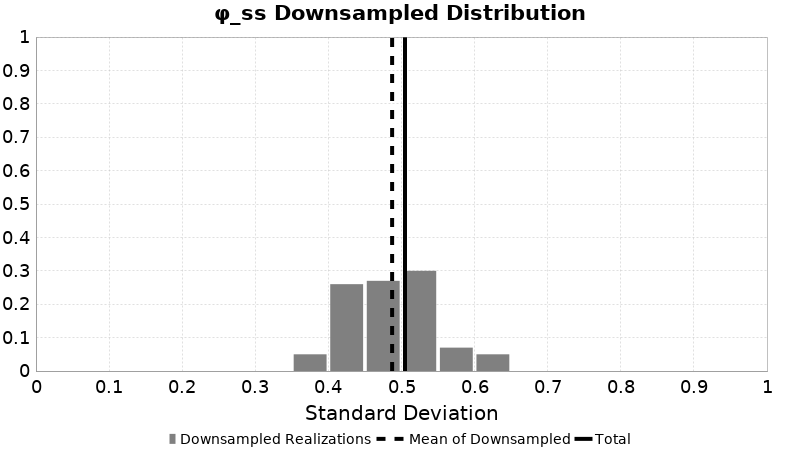 φ_ss Downsampled Distribution
1
0.9
0.8
0.7
0.6
0.5
0.4
0.3
0.2
0.1
0
0 0.1 0.2 0.3 0.4 0.5 0.6 0.7 0.8 0.9 1
Standard Deviation
Downsampled Realizations Mean of Downsampled Total